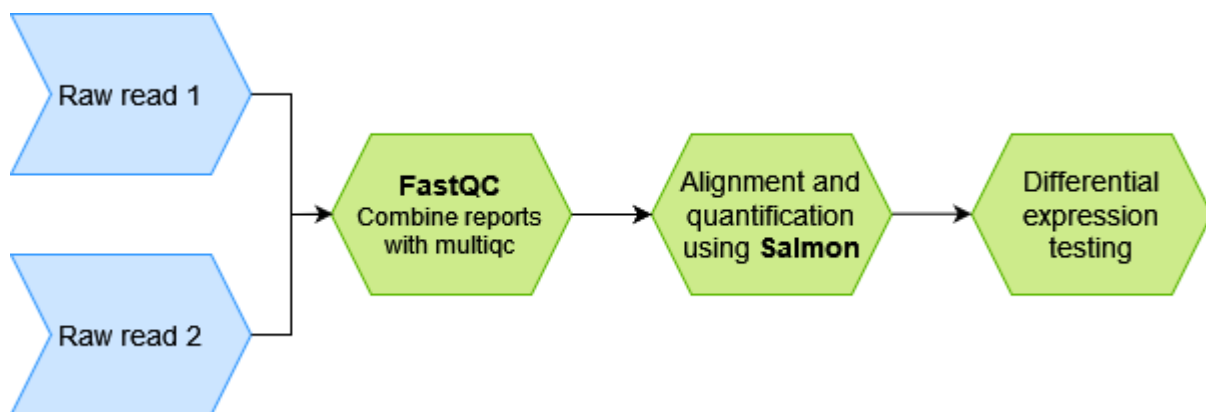 Raw read 1
Raw read 2
FastQC
Combine reports
with multiqc
Alignment and
quantification
using Salmon
Differential
expression
testing